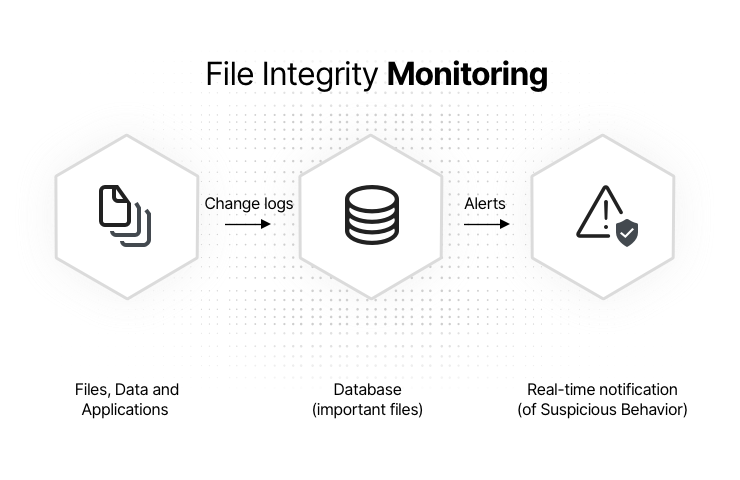 File Integrity Monitoring
Change logs
Alerts
Files, Data and
Applications
Database
(important files)
Real-time notification
(of Suspicious Behavior)